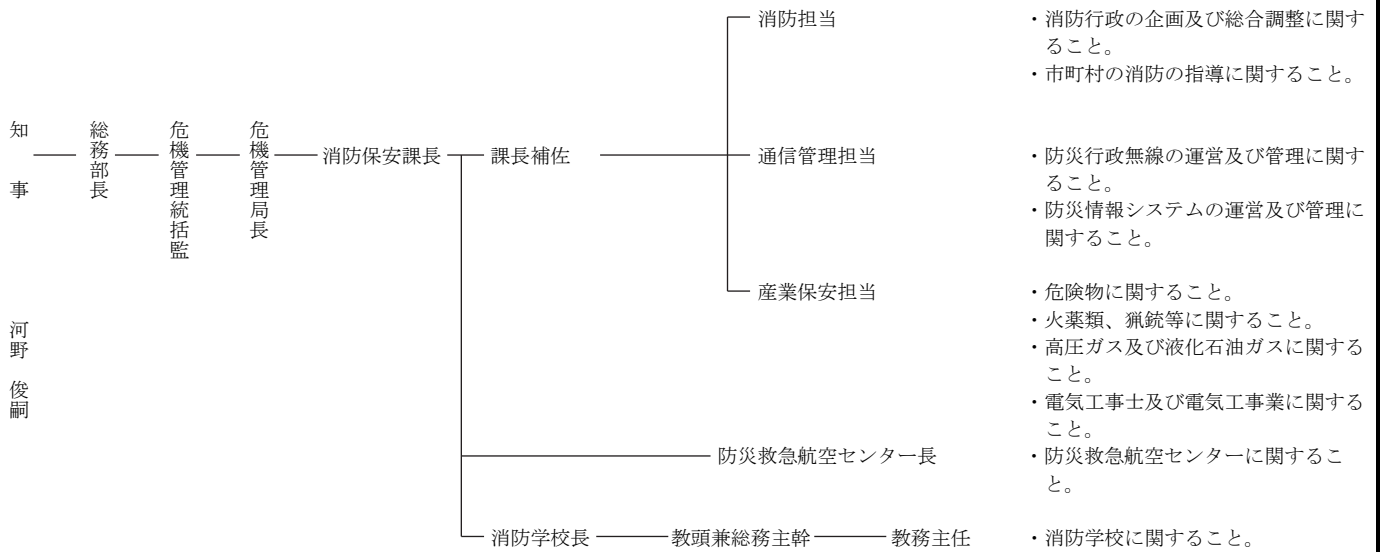 知事 河野 俊嗣
総務部長
危機管理統括監
危機管理局長
消防保安課長
課長補佐
消防担当
・消防行政の企画及び総合調整に関す
ること。
・市町村の消防の指導に関すること。
通信管理担当
・防災行政無線の運営及び管理に関す
ること。
・防災情報システムの運営及び管理に
関すること。
産業保安担当
・危険物に関すること。
・火薬類、猟銃等に関すること。
・高圧ガス及び液化石油ガスに関する
こと。
・電気工事士及び電気工事業に関する
こと。
防災救急航空センター長
・防災救急航空センターに関するこ
と。
消防学校長
教頭兼総務主幹
教務主任
・消防学校に関すること。